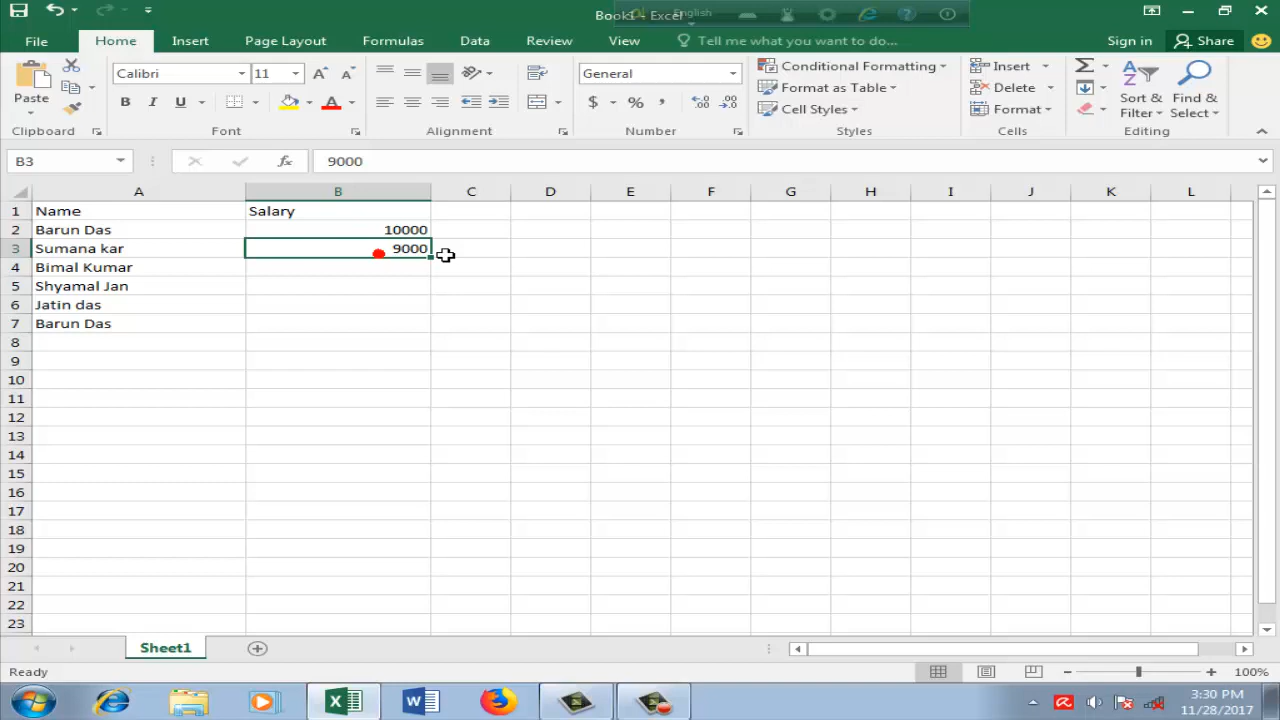 Book1 - Excel
English
File Home Insert Page Layout Formulas Data Review View Tell me what you want to do... Sign in Share
Paste
Calibri 11
B I U A
General
$ % ,
Conditional Formatting
Format as Table
Cell Styles
Insert
Delete
Format
Sort & Filter
Find & Select
Clipboard Font Alignment Number Styles Cells Editing
B3 fx 9000
A B C D E F G H I J K L
1 Name Salary
2 Barun Das 10000
3 Sumana kar 9000
4 Bimal Kumar
5 Shyamal Jan
6 Jatin das
7 Barun Das
8
9
10
11
12
13
14
15
16
17
18
19
20
21
22
23
Sheet1
Ready 100%
3:30 PM
11/28/2017